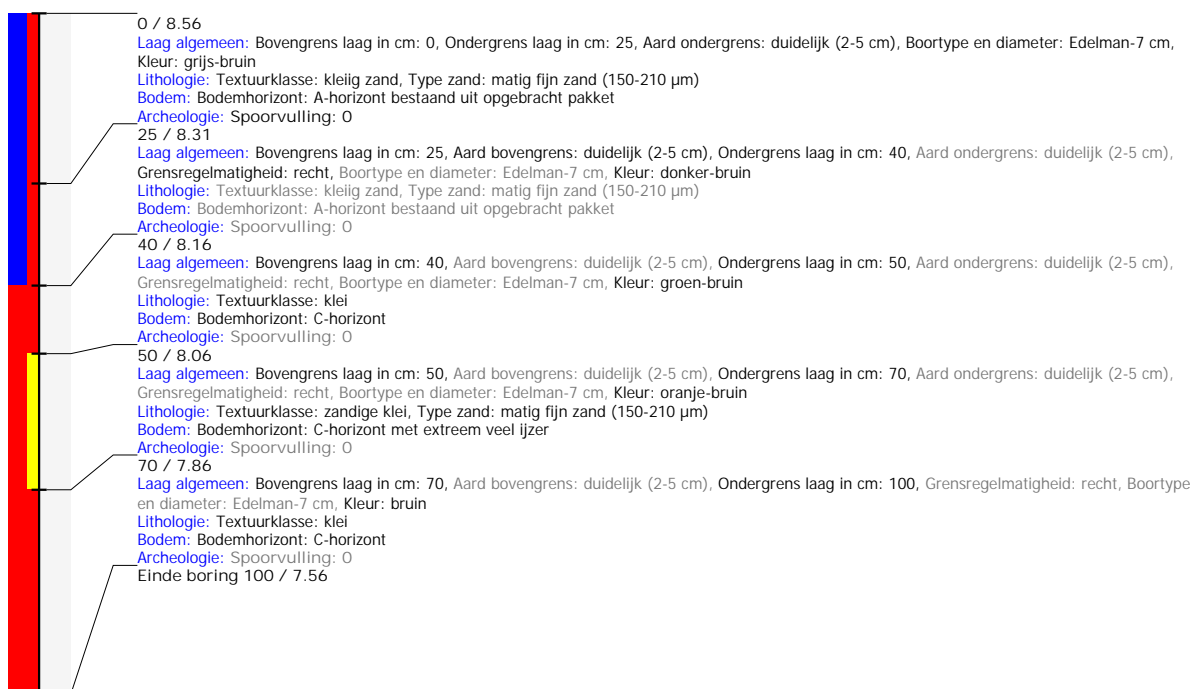 0 / 8.56
Laag algemeen: Bovengrens laag in cm: 0, Ondergrens laag in cm: 25, Aard ondergrens: duidelijk (2-5 cm), Boortype en diameter: Edelman-7 cm,
Kleur: grijs-bruin
Lithologie: Textuurklasse: kleiig zand, Type zand: matig fijn zand (150-210 µm)
Bodem: Bodemhorizont: A-horizont bestaand uit opgebracht pakket
Archeologie: Spoorvulling: 0
25 / 8.31
Laag algemeen: Bovengrens laag in cm: 25, Aard bovengrens: duidelijk (2-5 cm), Ondergrens laag in cm: 40, Aard ondergrens: duidelijk (2-5 cm),
Grensregelmatigheid: recht, Boortype en diameter: Edelman-7 cm, Kleur: donker-bruin
Lithologie: Textuurklasse: kleiig zand, Type zand: matig fijn zand (150-210 µm)
Bodem: Bodemhorizont: A-horizont bestaand uit opgebracht pakket
Archeologie: Spoorvulling: 0
40 / 8.16
Laag algemeen: Bovengrens laag in cm: 40, Aard bovengrens: duidelijk (2-5 cm), Ondergrens laag in cm: 50, Aard ondergrens: duidelijk (2-5 cm),
Grensregelmatigheid: recht, Boortype en diameter: Edelman-7 cm, Kleur: groen-bruin
Lithologie: Textuurklasse: klei
Bodem: Bodemhorizont: C-horizont
Archeologie: Spoorvulling: 0
50 / 8.06
Laag algemeen: Bovengrens laag in cm: 50, Aard bovengrens: duidelijk (2-5 cm), Ondergrens laag in cm: 70, Aard ondergrens: duidelijk (2-5 cm),
Grensregelmatigheid: recht, Boortype en diameter: Edelman-7 cm, Kleur: oranje-bruin
Lithologie: Textuurklasse: zandige klei, Type zand: matig fijn zand (150-210 µm)
Bodem: Bodemhorizont: C-horizont met extreem veel ijzer
Archeologie: Spoorvulling: 0
70 / 7.86
Laag algemeen: Bovengrens laag in cm: 70, Aard bovengrens: duidelijk (2-5 cm), Ondergrens laag in cm: 100, Grensregelmatigheid: recht, Boortype
en diameter: Edelman-7 cm, Kleur: bruin
Lithologie: Textuurklasse: klei
Bodem: Bodemhorizont: C-horizont
Archeologie: Spoorvulling: 0
Einde boring 100 / 7.56